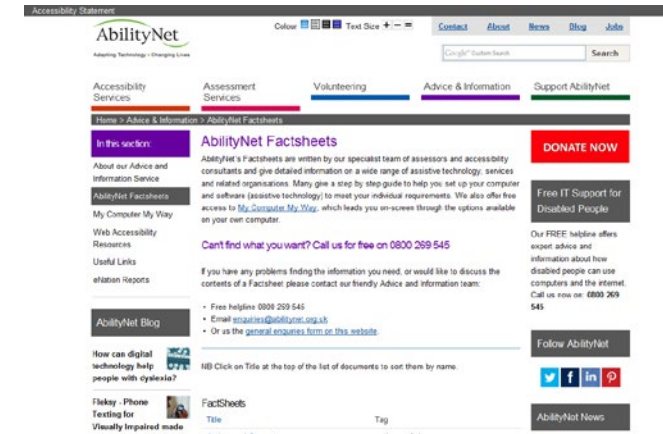 Accessibility Statement
AbilityNet
Adapting Technology • Changing Lives
Colour Text Size + − =
Contact About News Blog Jobs
Google™ Custom Search Search
Accessibility
Services
Assessment
Services
Volunteering
Advice & Information
Support AbilityNet
Home > Advice & Information > AbilityNet Factsheets
In this section:
About our Advice and
Information Service
AbilityNet Factsheets
My Computer My Way
Web Accessibility
Resources
Useful Links
eNation Reports
AbilityNet Blog
How can digital
technology help
people with dyslexia?
Fleksy - Phone
Texting for
Visually Impaired made
AbilityNet Factsheets
AbilityNet's Factsheets are written by our specialist team of assessors and accessibility
consultants and give detailed information on a wide range of assistive technology, services
and related organisations. Many give a step by step guide to help you set up your computer
and software (assistive technology) to meet your individual requirements. We also offer free
access to My Computer My Way, which leads you on-screen through the options available
on your own computer.
Can't find what you want? Call us for free on 0800 269 545
If you have any problems finding the information you need, or would like to discuss the
contents of a Factsheet please contact our friendly Advice and Information team:
• Free helpline 0800 269 545
• Email enquiries@abilitynet.org.uk
• Or us the general enquiries form on this website.
NB Click on Title at the top of the list of documents to sort them by name.
FactSheets
Title Tag
DONATE NOW
Free IT Support for
Disabled People
Our FREE helpline offers
expert advice and
information about how
disabled people can use
computers and the internet.
Call us now on: 0800 269
545
Follow AbilityNet
AbilityNet News